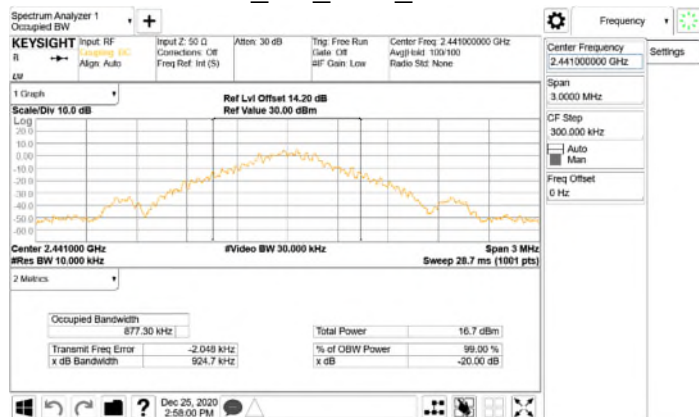 Spectrum Analyzer 1
Occupied BW
+
Frequency
Settings
KEYSIGHT
Input: RF
Coupling: DC
Align: Auto
Input Z: 50 Ω
Corrections: Off
Freq Ref: Int (S)
Atten: 30 dB
Trig: Free Run
Gate: Off
#IF Gain: Low
Center Freq: 2.441000000 GHz
Avg|Hold: 100/100
Radio Std: None
Center Frequency
2.441000000 GHz
Span
3.0000 MHz
CF Step
300.000 kHz
Auto
Man
Freq Offset
0 Hz
1 Graph
Scale/Div 10.0 dB
Ref Lvl Offset 14.20 dB
Ref Value 30.00 dBm
Log
20.0
10.0
0.00
-10.0
-20.0
-30.0
-40.0
-50.0
-60.0
Center 2.441000 GHz
#Video BW 30.000 kHz
Span 3 MHz
#Res BW 10.000 kHz
Sweep 28.7 ms (1001 pts)
2 Metrics
Occupied Bandwidth
877.30 kHz
Total Power 16.7 dBm
Transmit Freq Error -2.048 kHz
% of OBW Power 99.00 %
x dB Bandwidth 924.7 kHz
x dB -20.00 dB
?
Dec 25, 2020
2:58:00 PM